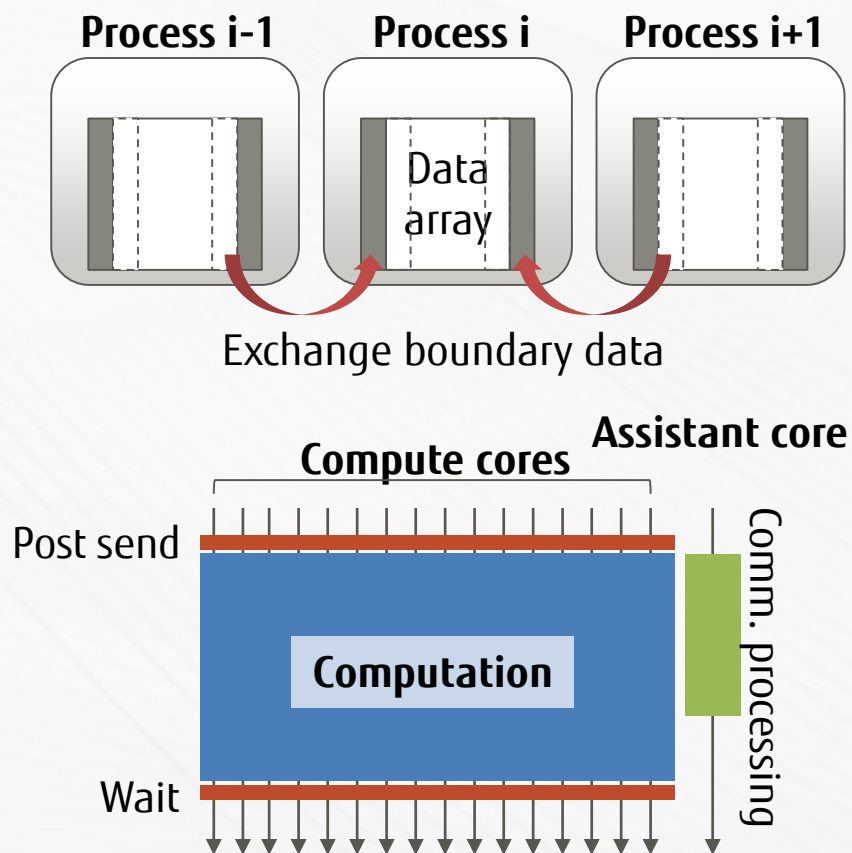 Process i-1
Process i
Process i+1
Data
array
Exchange boundary data
Assistant core
Compute cores
Post send
Comm. processing
Computation
Wait